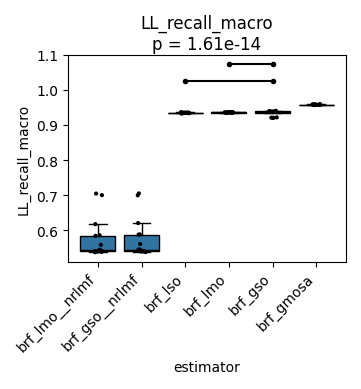 LL_recall_macro
p = 1.61e-14
1.1
1.0
0.9
0.8
0.7
0.6
LL_recall_macro
brf_lmo__nrlmf
brf_gso__nrlmf
brf_lso
brf_lmo
brf_gso
brf_gmosa
estimator